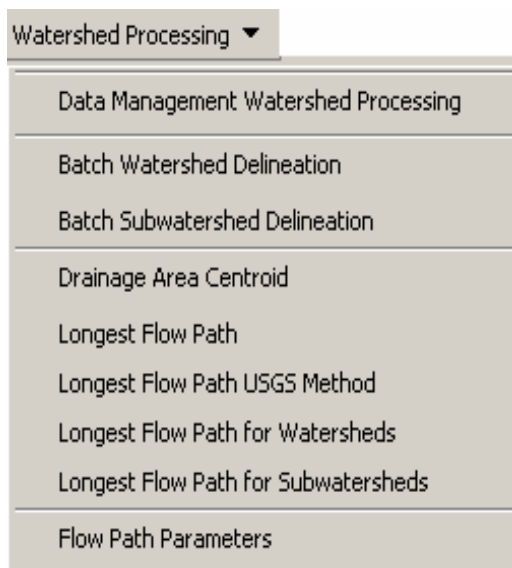 Watershed Processing
Data Management Watershed Processing
Batch Watershed Delineation
Batch Subwatershed Delineation
Drainage Area Centroid
Longest Flow Path
Longest Flow Path USGS Method
Longest Flow Path for Watersheds
Longest Flow Path for Subwatersheds
Flow Path Parameters